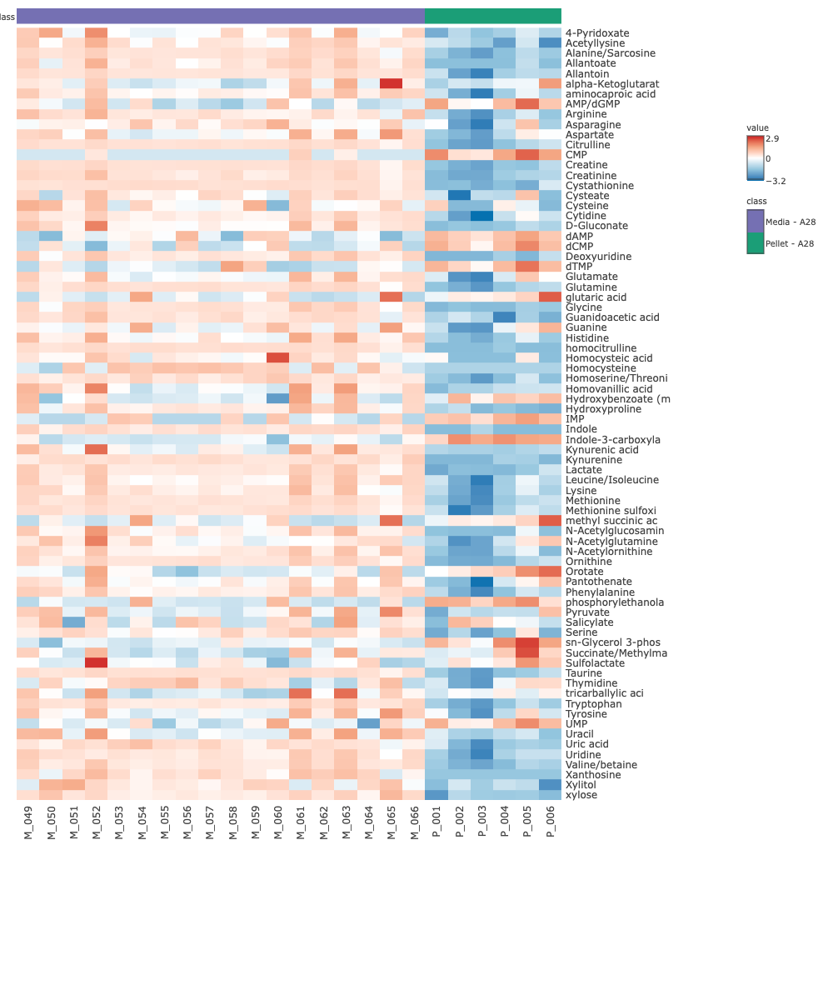 lass
4-Pyridoxate
Acetyllysine
Alanine/Sarcosine
Allantoate
Allantoin
alpha-Ketoglutarat
aminocaproic acid
AMP/dGMP
Arginine
Asparagine
Aspartate
Citrulline
CMP
Creatine
Creatinine
Cystathionine
Cysteate
Cysteine
Cytidine
D-Gluconate
dAMP
dCMP
Deoxyuridine
dTMP
Glutamate
Glutamine
glutaric acid
Glycine
Guanidoacetic acid
Guanine
Histidine
homocitrulline
Homocysteic acid
Homocysteine
Homoserine/Threoni
Homovanillic acid
Hydroxybenzoate (m
Hydroxyproline
IMP
Indole
Indole-3-carboxyla
Kynurenic acid
Kynurenine
Lactate
Leucine/Isoleucine
Lysine
Methionine
Methionine sulfoxi
methyl succinic ac
N-Acetylglucosamin
N-Acetylglutamine
N-Acetylornithine
Ornithine
Orotate
Pantothenate
Phenylalanine
phosphorylethanola
Pyruvate
Salicylate
Serine
sn-Glycerol 3-phos
Succinate/Methylma
Sulfolactate
Taurine
Thymidine
tricarballylic aci
Tryptophan
Tyrosine
UMP
Uracil
Uric acid
Uridine
Valine/betaine
Xanthosine
Xylitol
xylose
M_049
M_050
M_051
M_052
M_053
M_054
M_055
M_056
M_057
M_058
M_059
M_060
M_061
M_062
M_063
M_064
M_065
M_066
P_001
P_002
P_003
P_004
P_005
P_006
value
2.9
0
−3.2
class
Media - A28
Pellet - A28